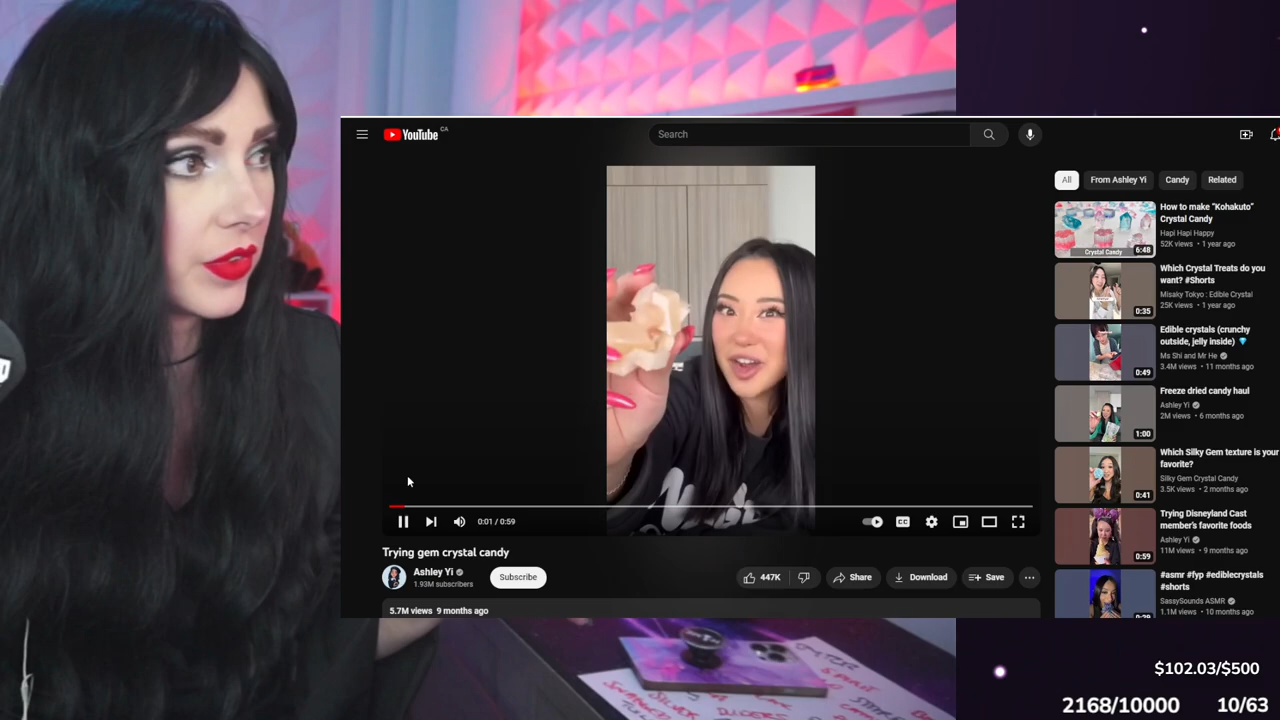 YouTube CA
Search
All
From Ashley Yi
Candy
Related
How to make "Kohakuto"
Crystal Candy
Hapi Hapi Happy
52K views • 1 year ago
Crystal Candy
6:48
Which Crystal Treats do you
want? #Shorts
Misaky Tokyo : Edible Crystal
25K views • 1 year ago
0:35
Edible crystals (crunchy
outside, jelly inside)
Ms Shi and Mr He
3.4M views • 11 months ago
0:49
Freeze dried candy haul
Ashley Yi
2M views • 6 months ago
1:00
Which Silky Gem texture is your
favorite?
Silky Gem Crystal Candy
3.5K views • 2 months ago
0:41
Trying Disneyland Cast
member's favorite foods
Ashley Yi
11M views • 9 months ago
0:59
#asmr #fyp #ediblecrystals
#shorts
SassySounds ASMR
1.1M views • 10 months ago
0:01 / 0:59
CC
Trying gem crystal candy
Ashley Yi
1.93M subscribers
Subscribe
447K
Share
Download
Save
5.7M views 9 months ago
$102.03/$500
2168/10000
10/63